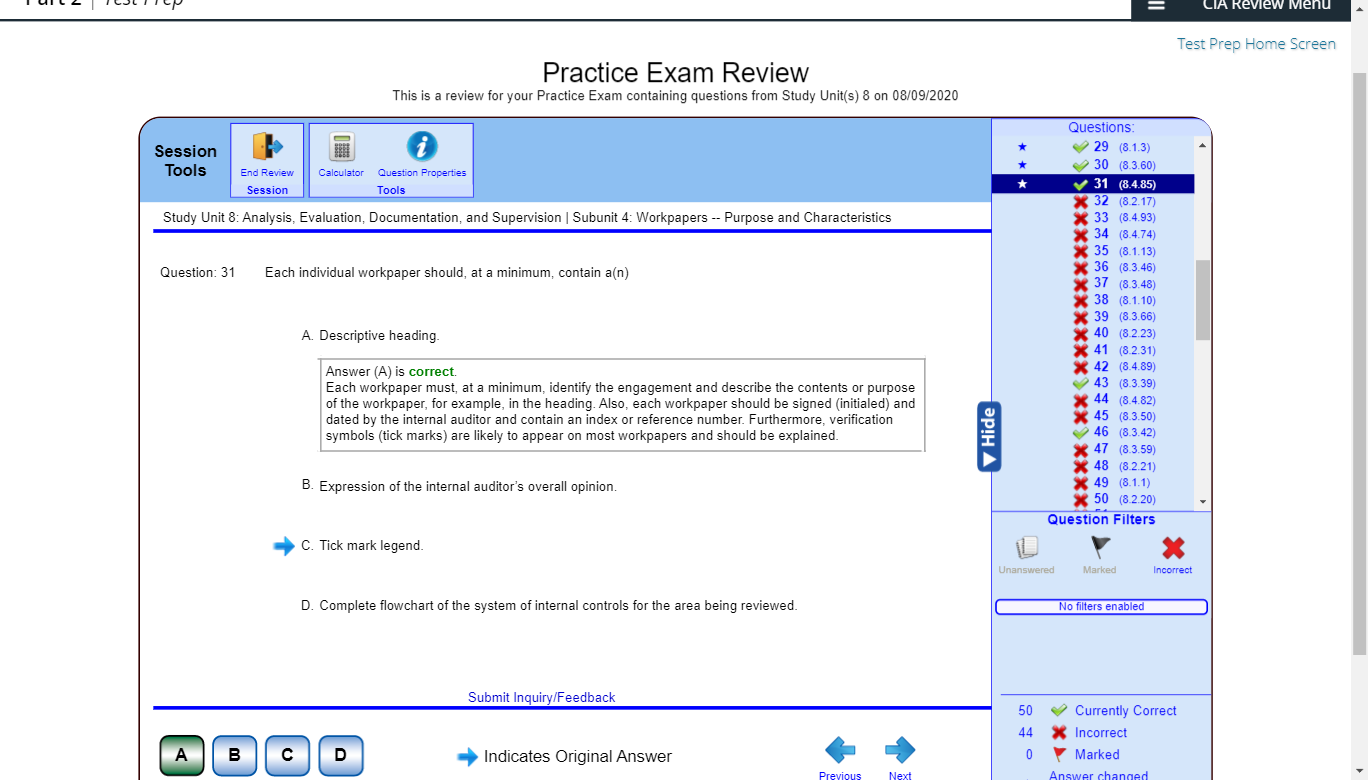 Part 2 | Test Prep
CIA Review Menu
Test Prep Home Screen
Practice Exam Review
This is a review for your Practice Exam containing questions from Study Unit(s) 8 on 08/09/2020
Session
Tools
End Review
Session
Calculator
Question Properties
Tools
Study Unit 8: Analysis, Evaluation, Documentation, and Supervision | Subunit 4: Workpapers -- Purpose and Characteristics
Question: 31 Each individual workpaper should, at a minimum, contain a(n)
A. Descriptive heading.
Answer (A) is correct.
Each workpaper must, at a minimum, identify the engagement and describe the contents or purpose
of the workpaper, for example, in the heading. Also, each workpaper should be signed (initialed) and
dated by the internal auditor and contain an index or reference number. Furthermore, verification
symbols (tick marks) are likely to appear on most workpapers and should be explained.
B. Expression of the internal auditor's overall opinion.
C. Tick mark legend.
D. Complete flowchart of the system of internal controls for the area being reviewed.
Submit Inquiry/Feedback
A B C D
Indicates Original Answer
Previous
Next
Hide
Questions:
29 (8.1.3)
30 (8.3.60)
31 (8.4.85)
32 (8.2.17)
33 (8.4.93)
34 (8.4.74)
35 (8.1.13)
36 (8.3.46)
37 (8.3.48)
38 (8.1.10)
39 (8.3.66)
40 (8.2.23)
41 (8.2.31)
42 (8.4.89)
43 (8.3.39)
44 (8.4.82)
45 (8.3.50)
46 (8.3.42)
47 (8.3.59)
48 (8.2.21)
49 (8.1.1)
50 (8.2.20)
Question Filters
Unanswered
Marked
Incorrect
No filters enabled
50 Currently Correct
44 Incorrect
0 Marked
Answer changed